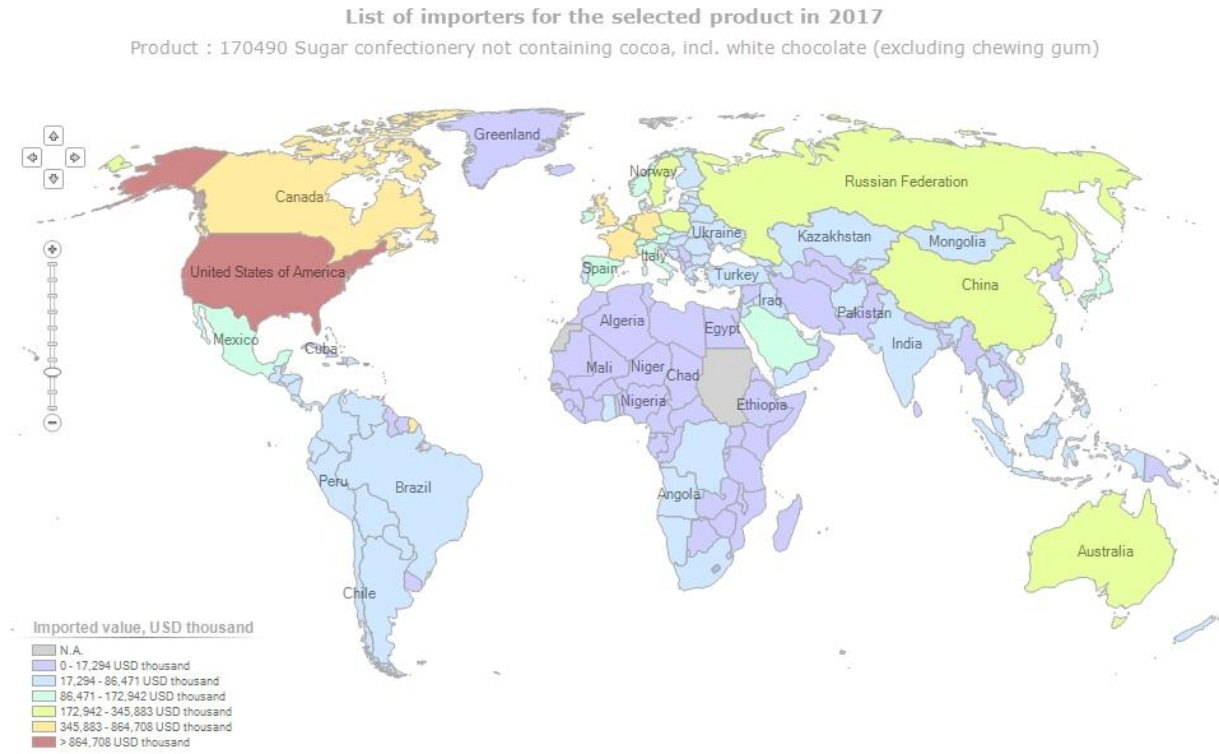 List of importers for the selected product in 2017
Product : 170490 Sugar confectionery not containing cocoa, incl. white chocolate (excluding chewing gum)
Greenland
Norway
Russian Federation
Canada
Ukraine
Kazakhstan
Mongolia
Italy
Spain
United States of America
Turkey
China
Iraq
Pakistan
Algeria
Egypt
Mexico
India
Cuba
Mali
Niger
Chad
Nigeria
Ethiopia
Peru
Brazil
Angola
Australia
Chile
Imported value, USD thousand
N.A.
0 - 17,294 USD thousand
17,294 - 86,471 USD thousand
86,471 - 172,942 USD thousand
172,942 - 345,883 USD thousand
345,883 - 864,708 USD thousand
> 864,708 USD thousand